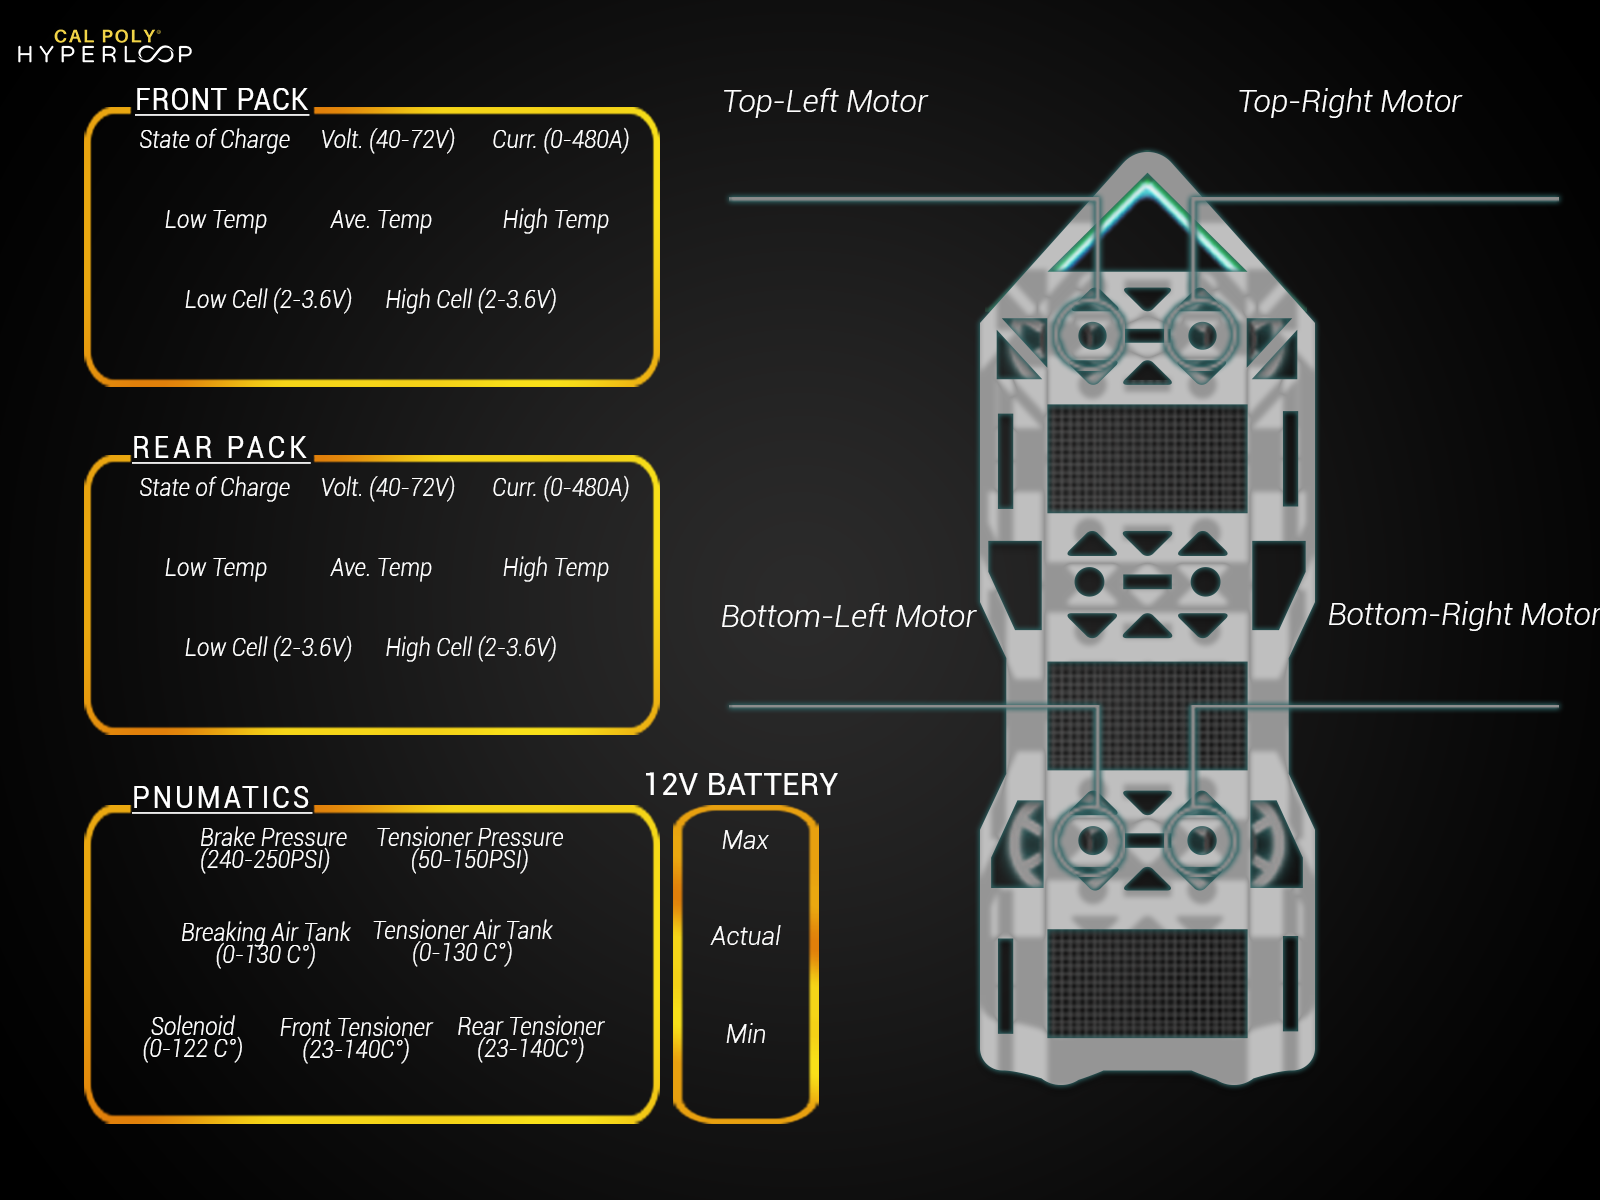 CAL POLY®
HYPERLOOP
FRONT PACK
State of Charge Volt. (40-72V) Curr. (0-480A)
Low Temp Ave. Temp High Temp
Low Cell (2-3.6V) High Cell (2-3.6V)
REAR PACK
State of Charge Volt. (40-72V) Curr. (0-480A)
Low Temp Ave. Temp High Temp
Low Cell (2-3.6V) High Cell (2-3.6V)
PNUMATICS
Brake Pressure
(240-250PSI)
Tensioner Pressure
(50-150PSI)
Breaking Air Tank
(0-130 C°)
Tensioner Air Tank
(0-130 C°)
Solenoid
(0-122 C°)
Front Tensioner
(23-140C°)
Rear Tensioner
(23-140C°)
12V BATTERY
Max
Actual
Min
Top-Left Motor
Top-Right Motor
Bottom-Left Motor
Bottom-Right Motor